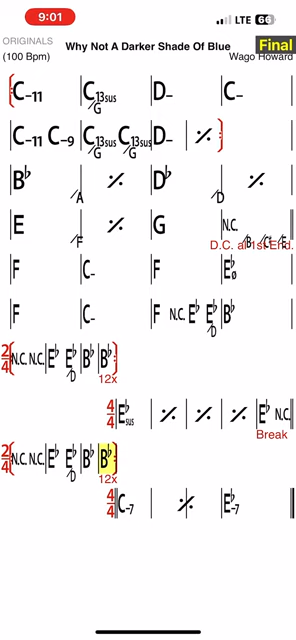 9:01 LTE 66
ORIGINALS Why Not A Darker Shade Of Blue Final
(100 Bpm) Wago Howard
C–11 C13sus/G D– C–
C–11 C–9 C13sus/G C13sus/G D– 𝄎
B♭ /A 𝄎 D♭ /D 𝄎
E /F 𝄎 G N.C. /B /C♯ /E
D.C. al 1st End.
F C– F E♭ø
F C– F N.C. E♭ E♭/D B♭
2/4 N.C. N.C. E♭ E♭/D B♭ B♭
12x
4/4 E♭sus 𝄎 𝄎 𝄎 E♭ N.C.
Break
2/4 N.C. N.C. E♭ E♭/D B♭ B♭
12x
4/4 C–7 𝄎 E♭–7